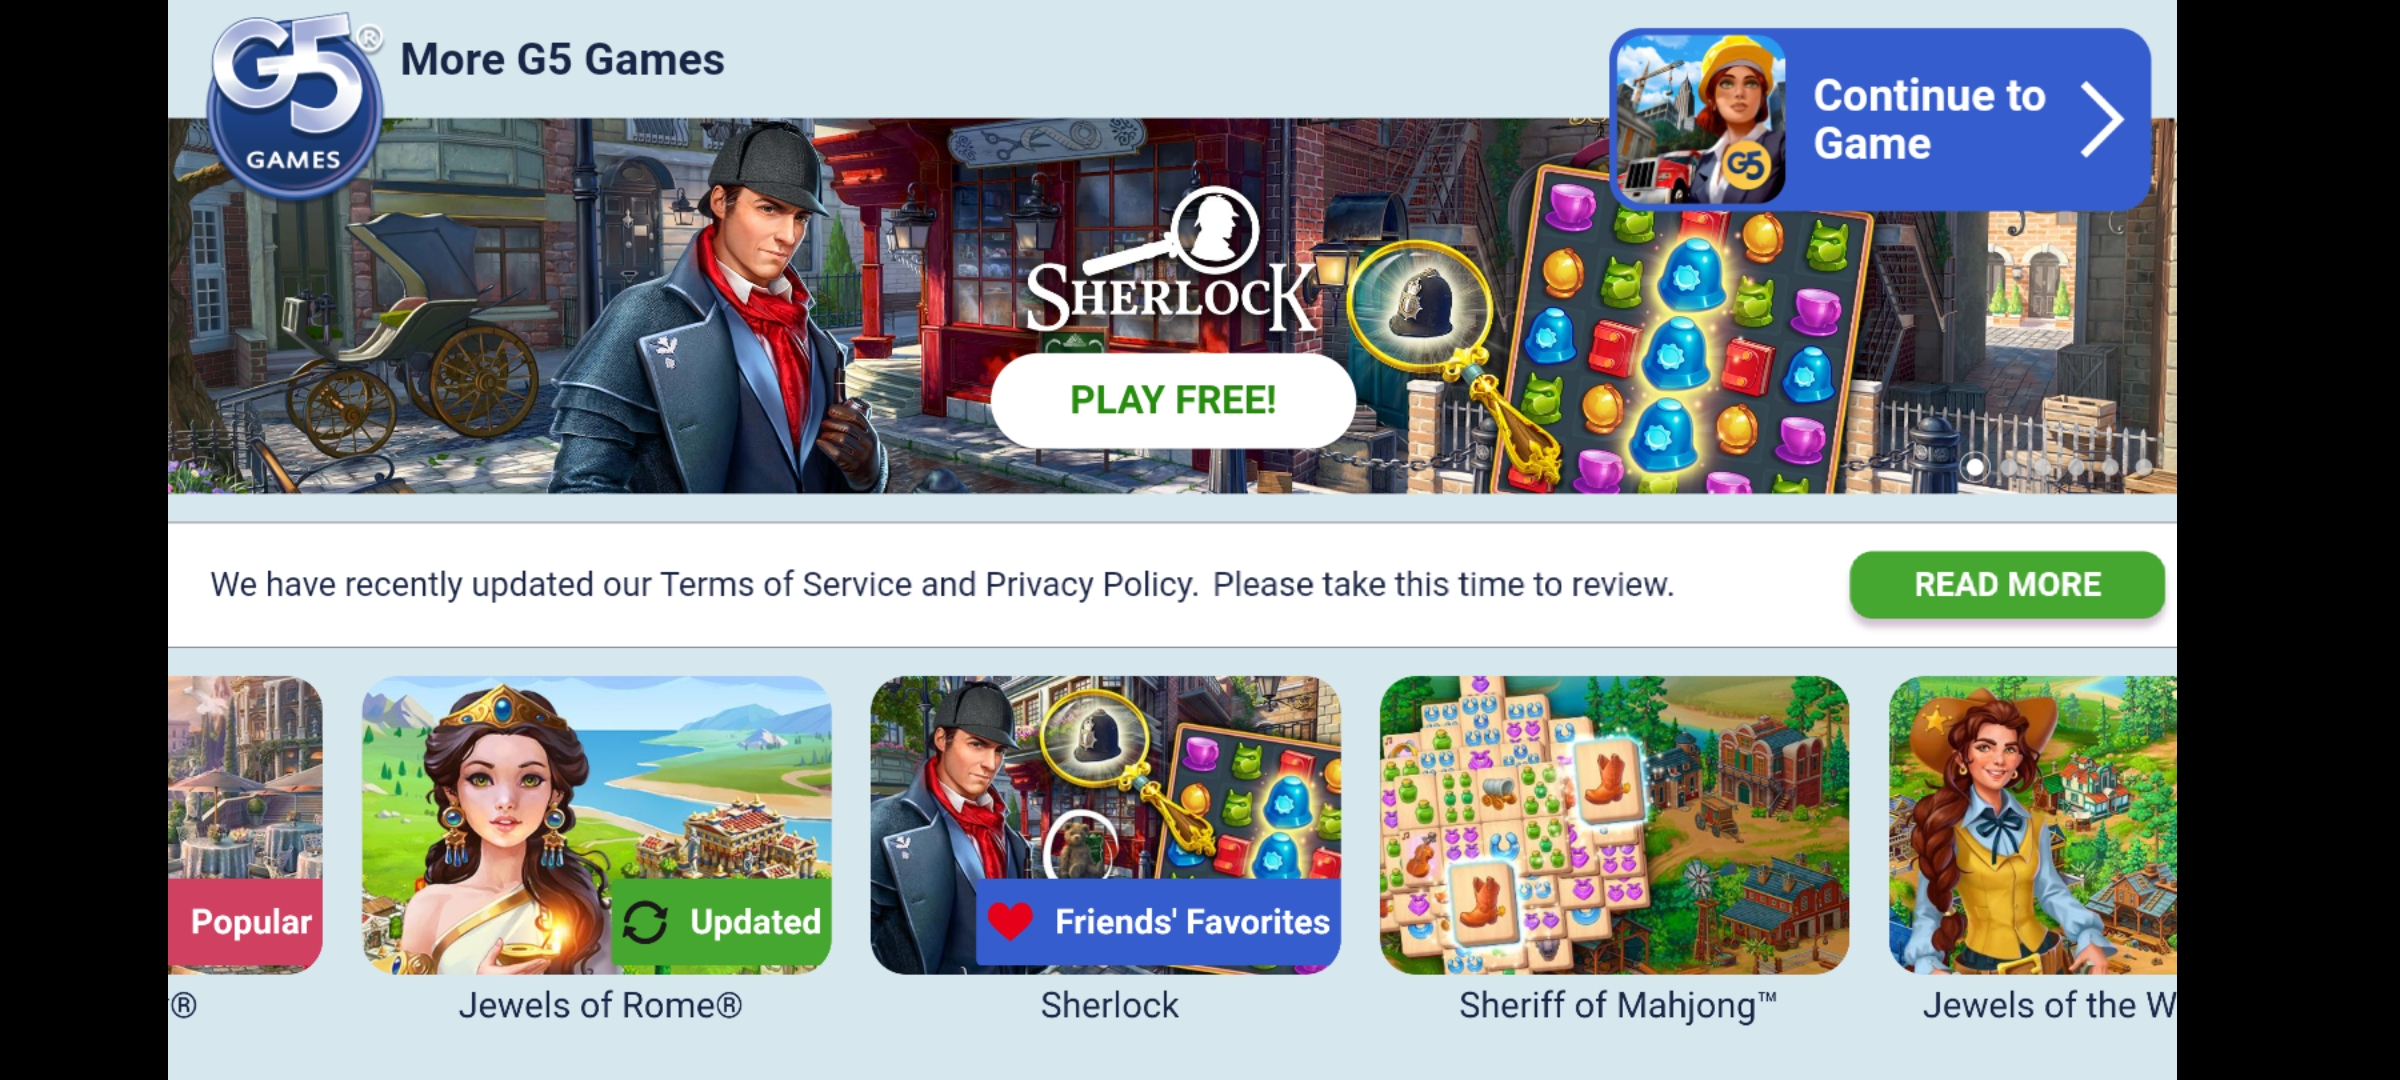 G5®
GAMES
More G5 Games
G5
Continue to
Game
SHERLOCK
PLAY FREE!
We have recently updated our Terms of Service and Privacy Policy. Please take this time to review.
READ MORE
Popular
Updated
Friends' Favorites
®
Jewels of Rome®
Sherlock
Sheriff of Mahjong™
Jewels of the W